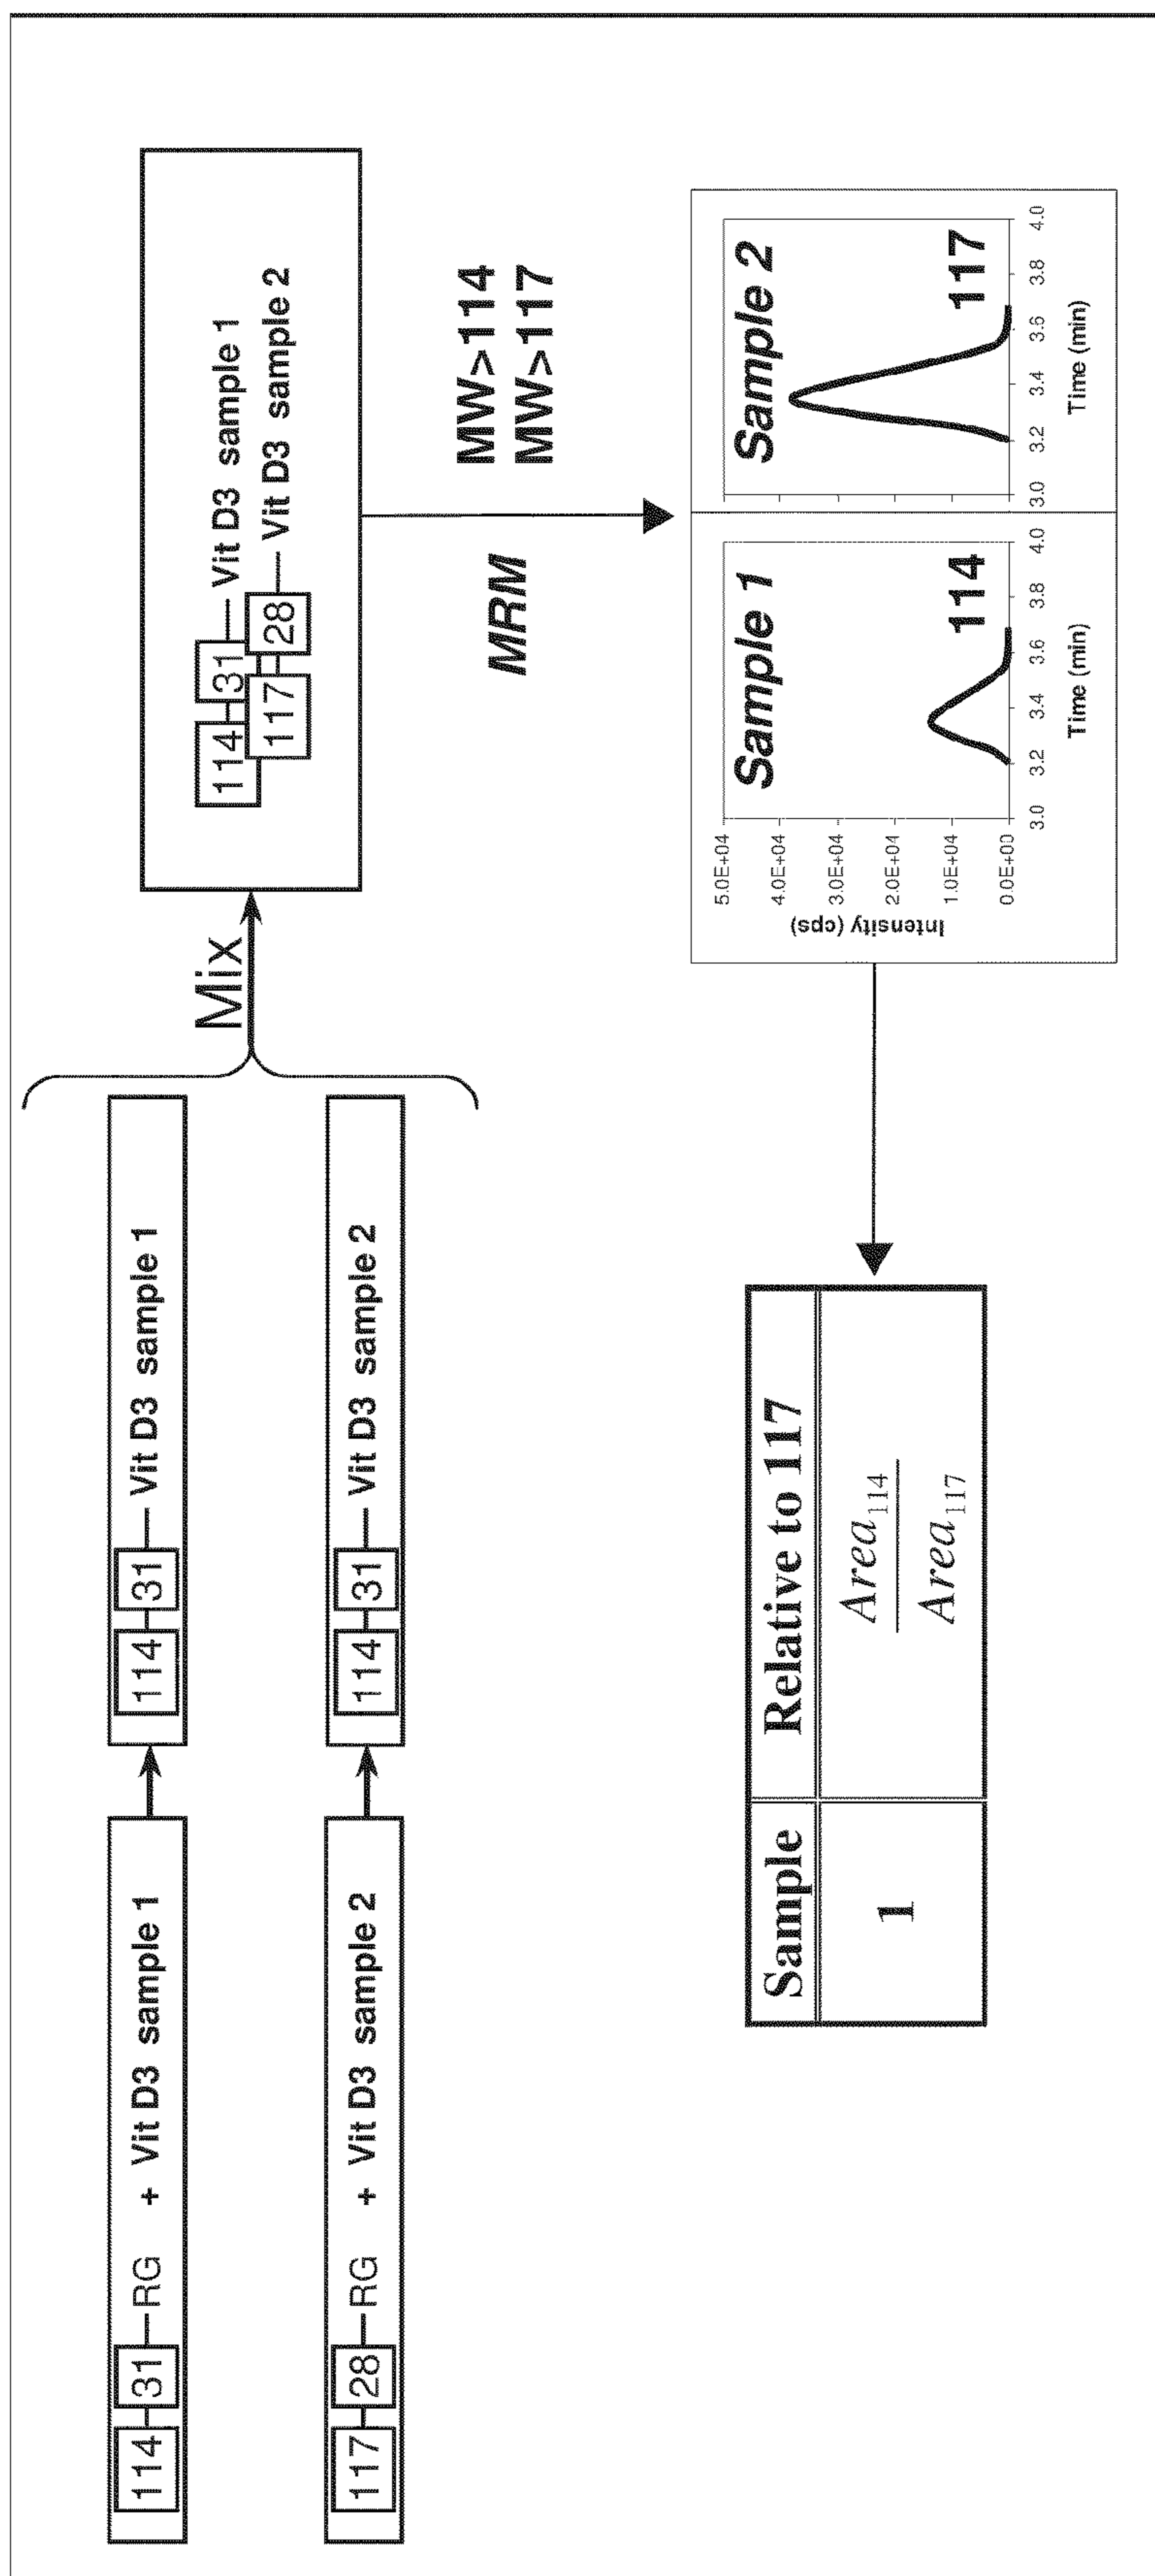 114 31 RG + Vit D3 sample 1
114 31 Vit D3 sample 1
117 28 RG + Vit D3 sample 2
114 31 Vit D3 sample 2
Mix
114 31 Vit D3 sample 1
117 28 Vit D3 sample 2
MRM
MW>114
MW>117
Intensity (cps)
5.0E+04
4.0E+04
3.0E+04
2.0E+04
1.0E+04
0.0E+00
Sample 1
114
3.0 3.2 3.4 3.6 3.8 4.0
Time (min)
Sample 2
117
3.0 3.2 3.4 3.6 3.8 4.0
Time (min)
Sample Relative to 117
1 Area114
Area117